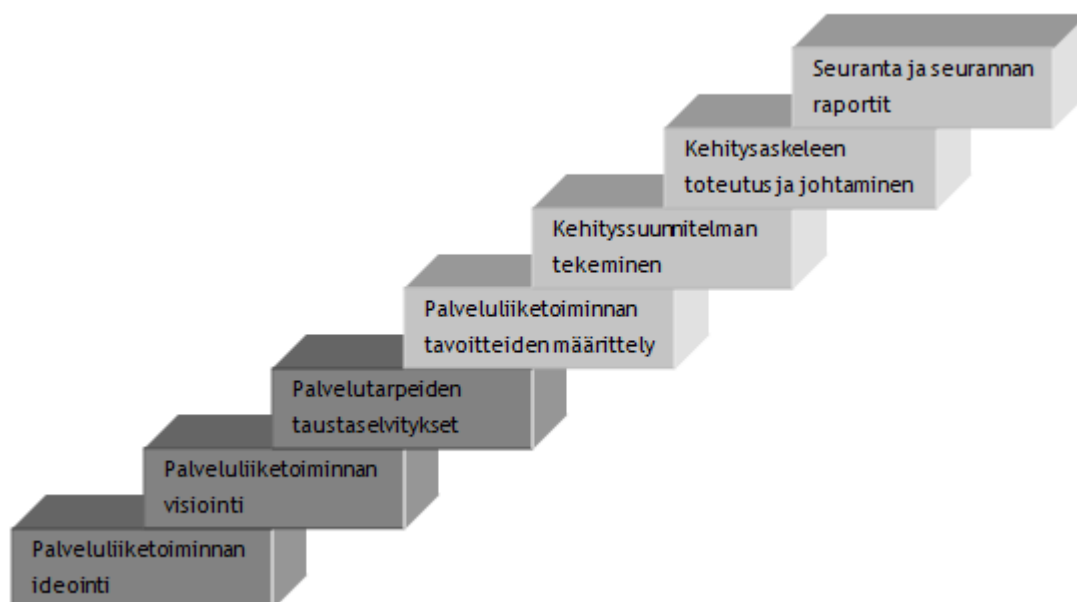 Seuranta ja seurannan
raportit
Kehitysaskeleen
toteutus ja johtaminen
Kehityssuunnitelman
tekeminen
Palveluliiketoiminnan
tavoitteiden määrittely
Palvelutarpeiden
taustaselvitykset
Palveluliiketoiminnan
visiointi
Palveluliiketoiminnan
ideointi